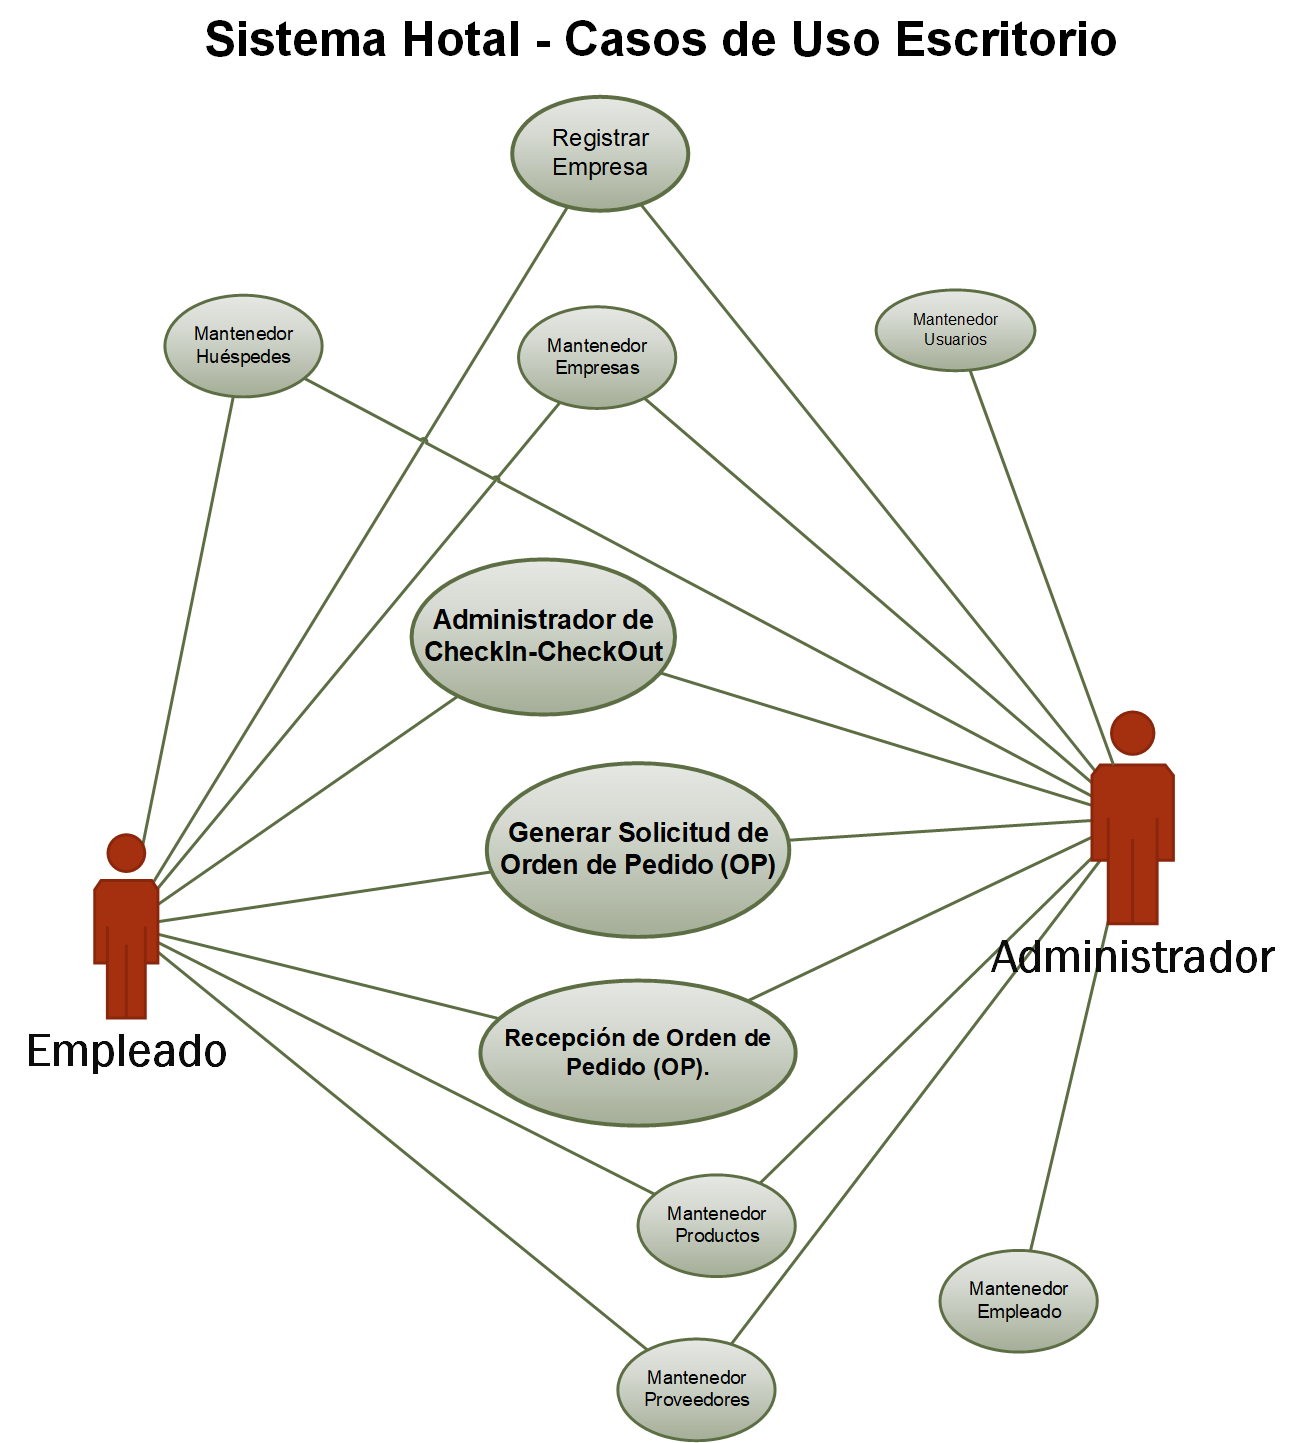 Sistema Hotal - Casos de Uso Escritorio
Registrar
Empresa
Mantenedor
Huéspedes
Mantenedor
Empresas
Mantenedor
Usuarios
Administrador de
CheckIn-CheckOut
Generar Solicitud de
Orden de Pedido (OP)
Administrador
Empleado
Recepción de Orden de
Pedido (OP).
Mantenedor
Productos
Mantenedor
Empleado
Mantenedor
Proveedores